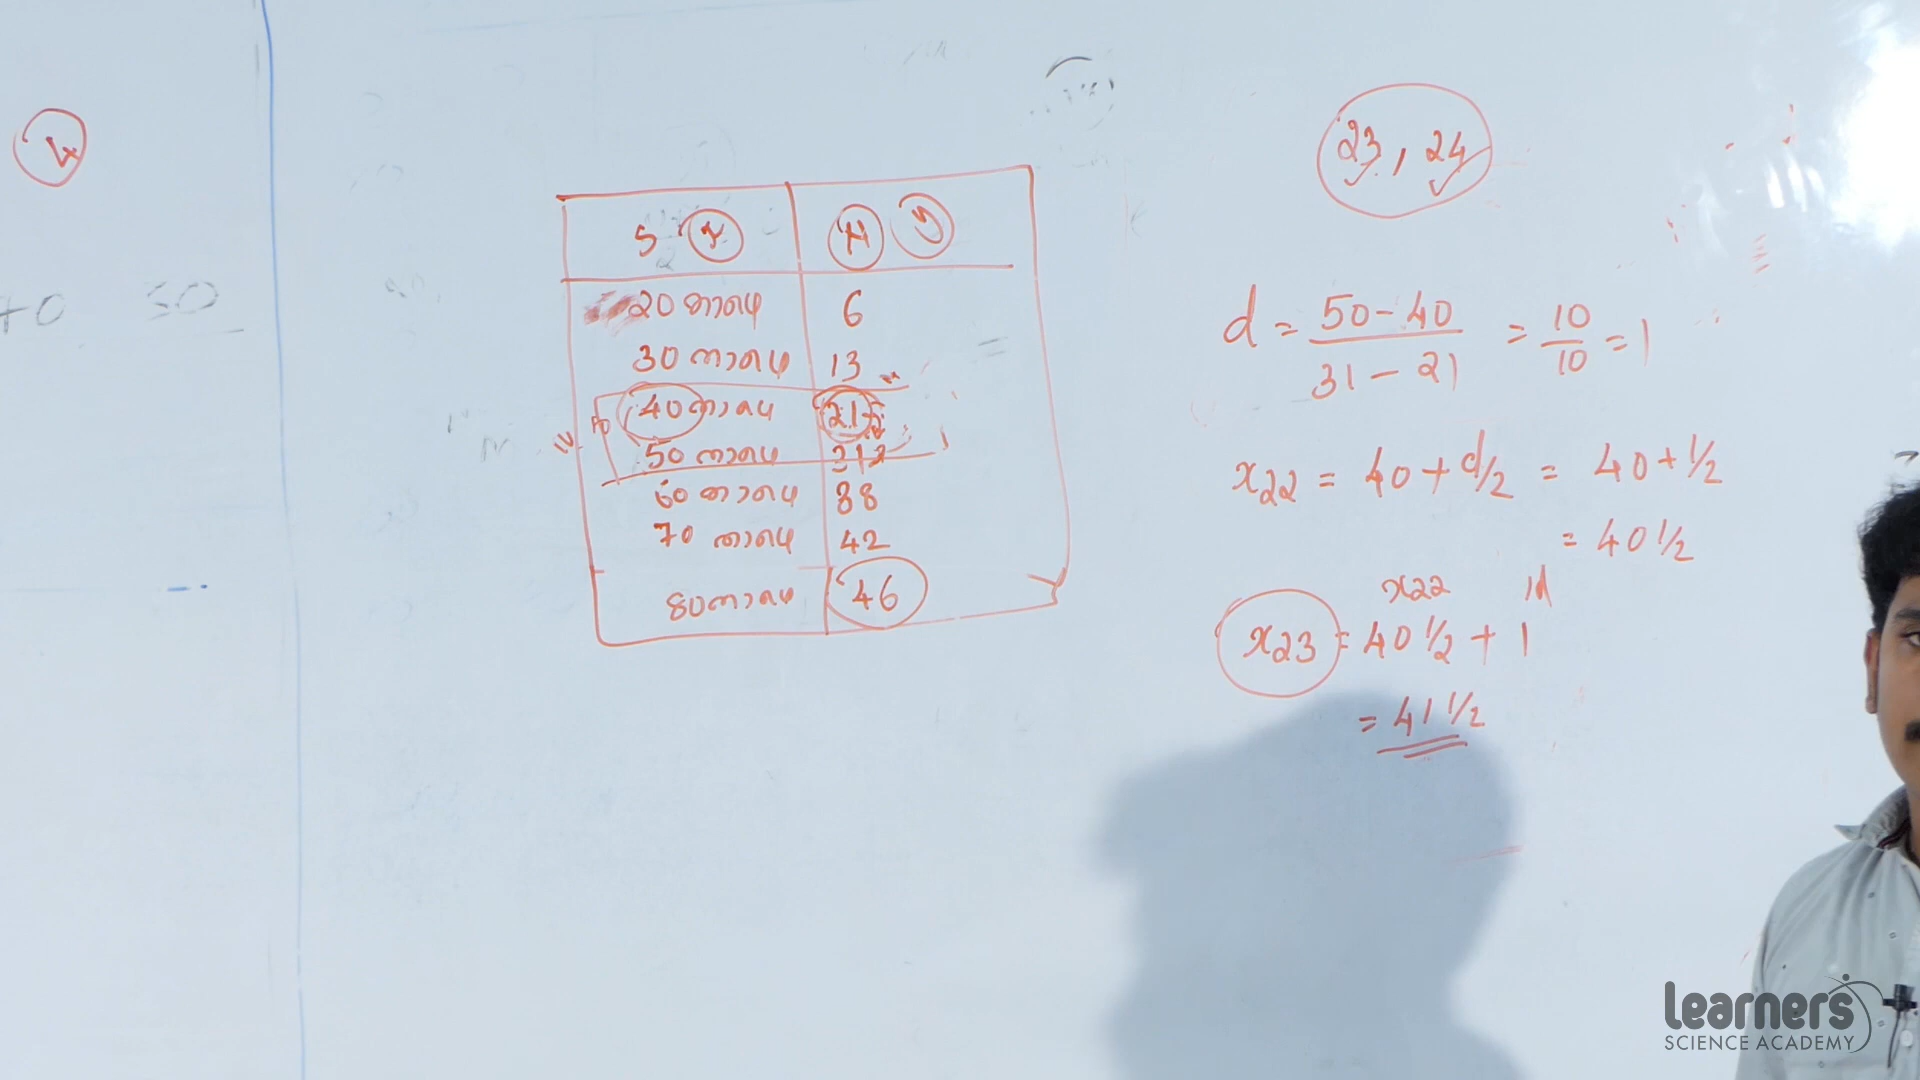 4
40 30
S x N y
20 താഴെ 6
30 താഴെ 13
40 താഴെ 21
50 താഴെ 31
60 താഴെ 38
70 താഴെ 42
80 താഴെ 46
23, 24
d = 50-40 / 31-21 = 10/10 = 1
x22 = 40 + d/2 = 40 + 1/2
= 40 1/2
x22 d
x23 = 40 1/2 + 1
= 41 1/2
Learners
SCIENCE ACADEMY